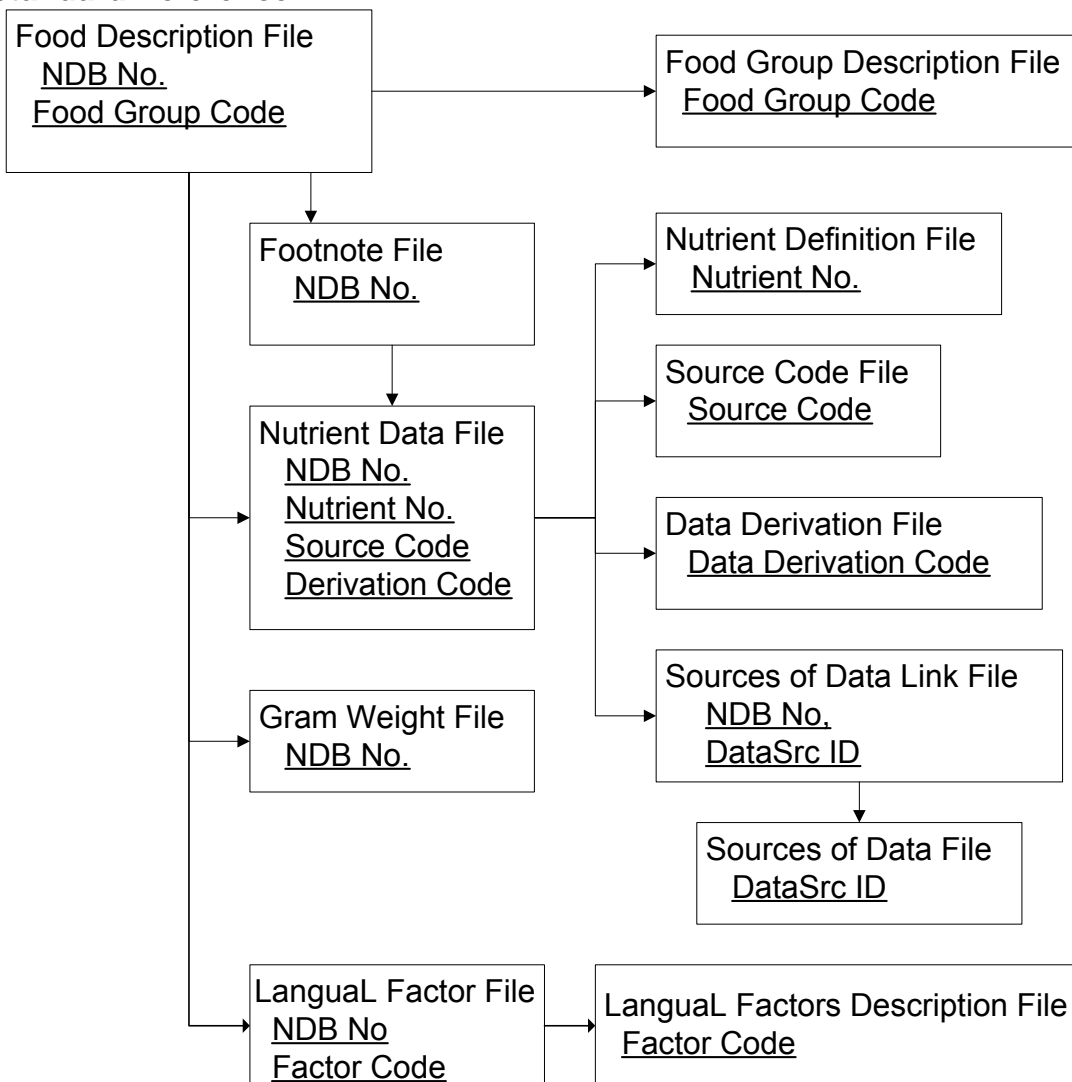 Food Description File
NDB No.
Food Group Code
Food Group Description File
Food Group Code
Footnote File
NDB No.
Nutrient Data File
NDB No.
Nutrient No.
Source Code
Derivation Code
Nutrient Definition File
Nutrient No.
Source Code File
Source Code
Data Derivation File
Data Derivation Code
Sources of Data Link File
NDB No,
DataSrc ID
Sources of Data File
DataSrc ID
Gram Weight File
NDB No.
LanguaL Factor File
NDB No
Factor Code
LanguaL Factors Description File
Factor Code